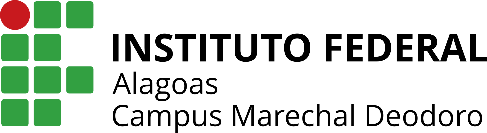 INSTITUTO FEDERAL
Alagoas
Campus Marechal Deodoro